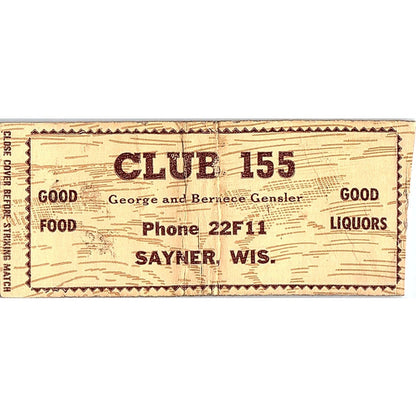 CLOSE COVER BEFORE STRIKING MATCH
CLUB 155
George and Bernece Gensler
GOOD
FOOD
Phone 22F11
GOOD
LIQUORS
SAYNER, WIS.